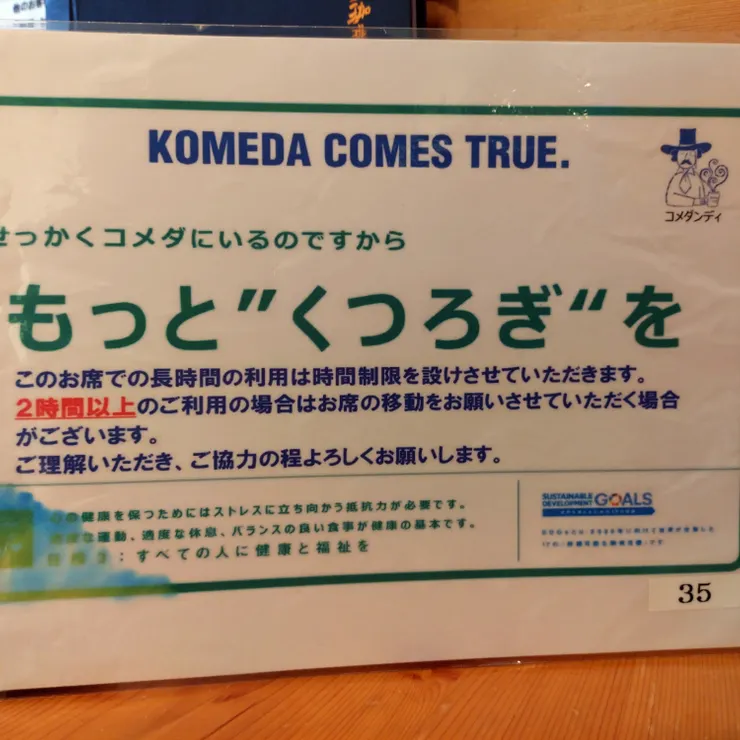 KOMEDA COMES TRUE.
コメダンディ
せっかくコメダにいるのですから
もっと”くつろぎ“を
このお席での長時間の利用は時間制限を設けさせていただきます。
2時間以上のご利用の場合はお席の移動をお願いさせていただく場合
がございます。
ご理解いただき、ご協力の程よろしくお願いします。
の健康を保つためにはストレスに立ち向かう抵抗力が必要です。
な運動、適度な休息、バランスの良い食事が健康の基本です。
3:すべての人に健康と福祉を
SUSTAINABLE
DEVELOPMENT GOALS
35